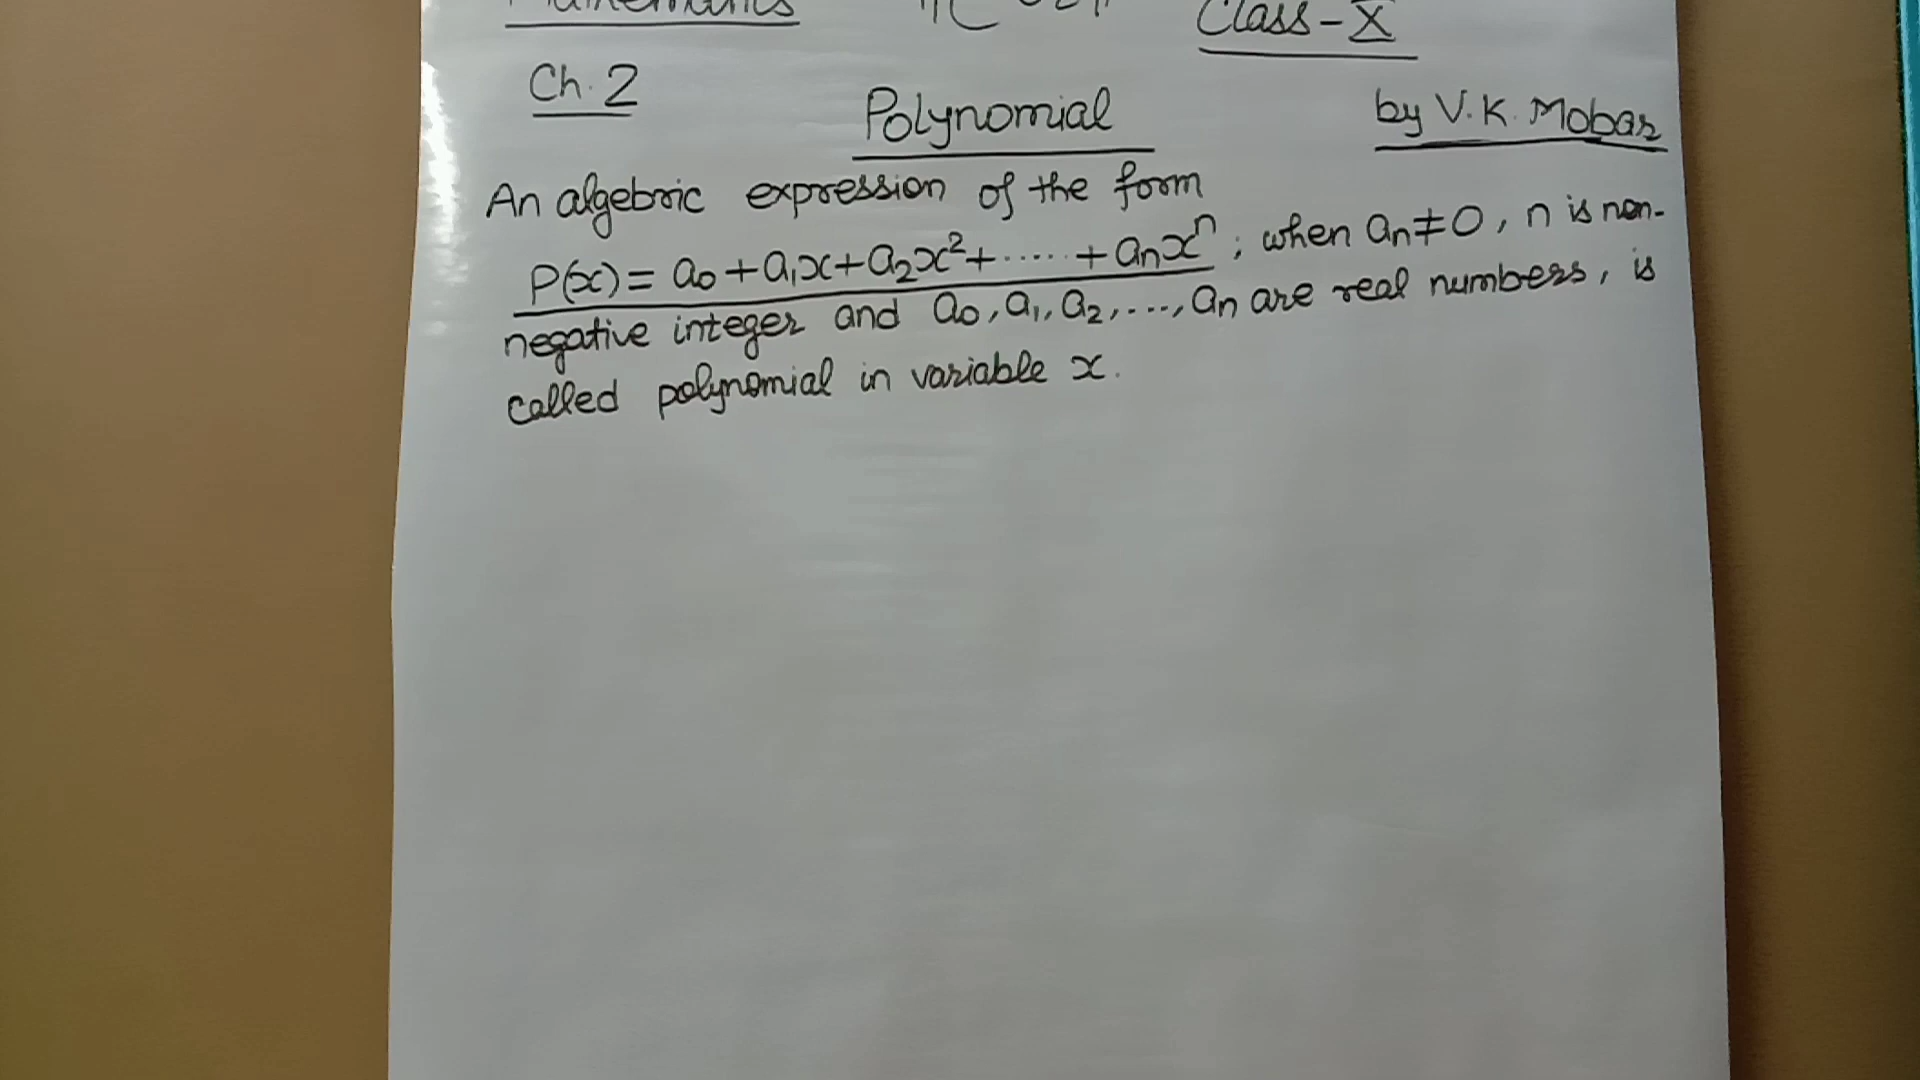 Mathematics Class-X
Ch. 2
Polynomial
by V.K. Mobar
An algebric expression of the form
P(x) = a₀ + a₁x + a₂x² + ..... + aₙxⁿ ; when aₙ ≠ 0, n is non-
negative integer and a₀, a₁, a₂, ..., aₙ are real numbers, is
called polynomial in variable x.